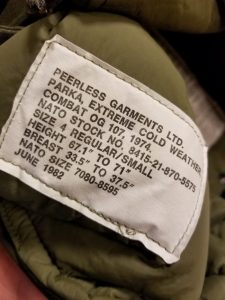 PEERLESS GARMENTS LTD.
PARKA, EXTREME COLD WEATHER,
COMBAT OG 107 1974.
NATO STOCK NO. 8415-21-870-5575
SIZE 4 REGULAR/SMALL
HEIGHT 67.1" TO 71"
BREAST 33.5" TO 37.5"
NATO SIZE 7080-8595
JUNE 1962